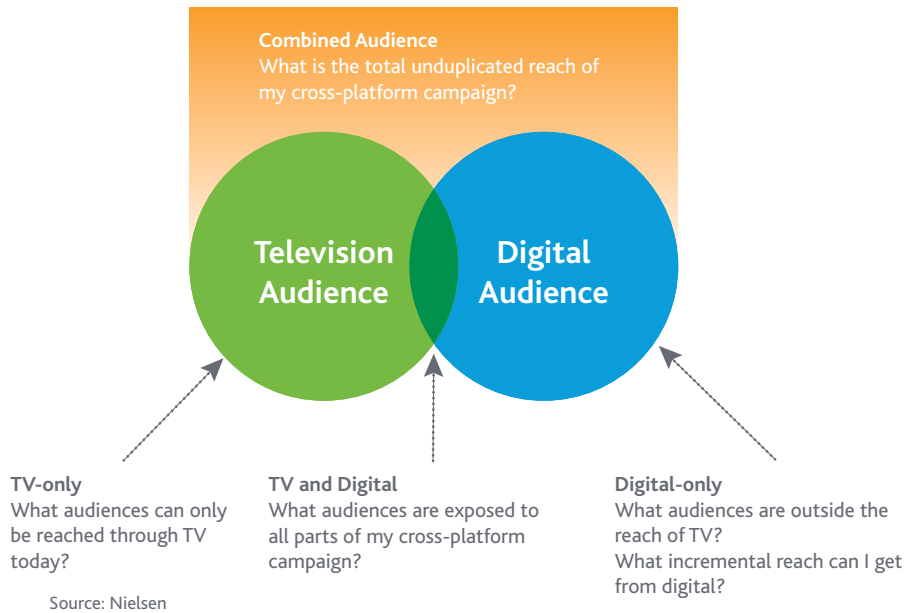 Combined Audience
What is the total unduplicated reach of
my cross-platform campaign?
Television
Audience
Digital
Audience
TV-only
What audiences can only
be reached through TV
today?
TV and Digital
What audiences are exposed to
all parts of my cross-platform
campaign?
Digital-only
What audiences are outside the
reach of TV?
What incremental reach can I get
from digital?
Source: Nielsen